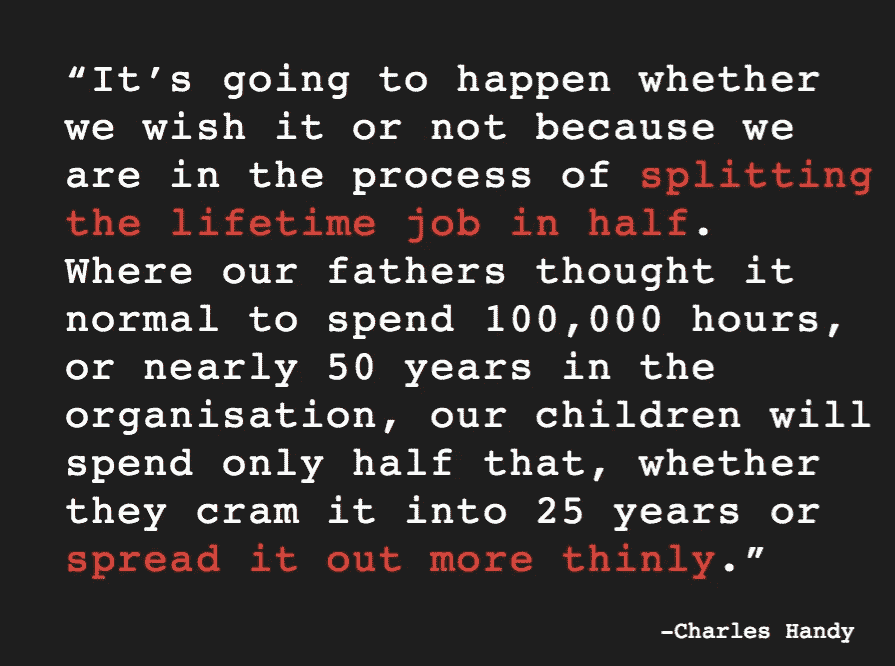 “It’s going to happen whether
we wish it or not because we
are in the process of splitting
the lifetime job in half.
Where our fathers thought it
normal to spend 100,000 hours,
or nearly 50 years in the
organisation, our children will
spend only half that, whether
they cram it into 25 years or
spread it out more thinly.”
–Charles Handy